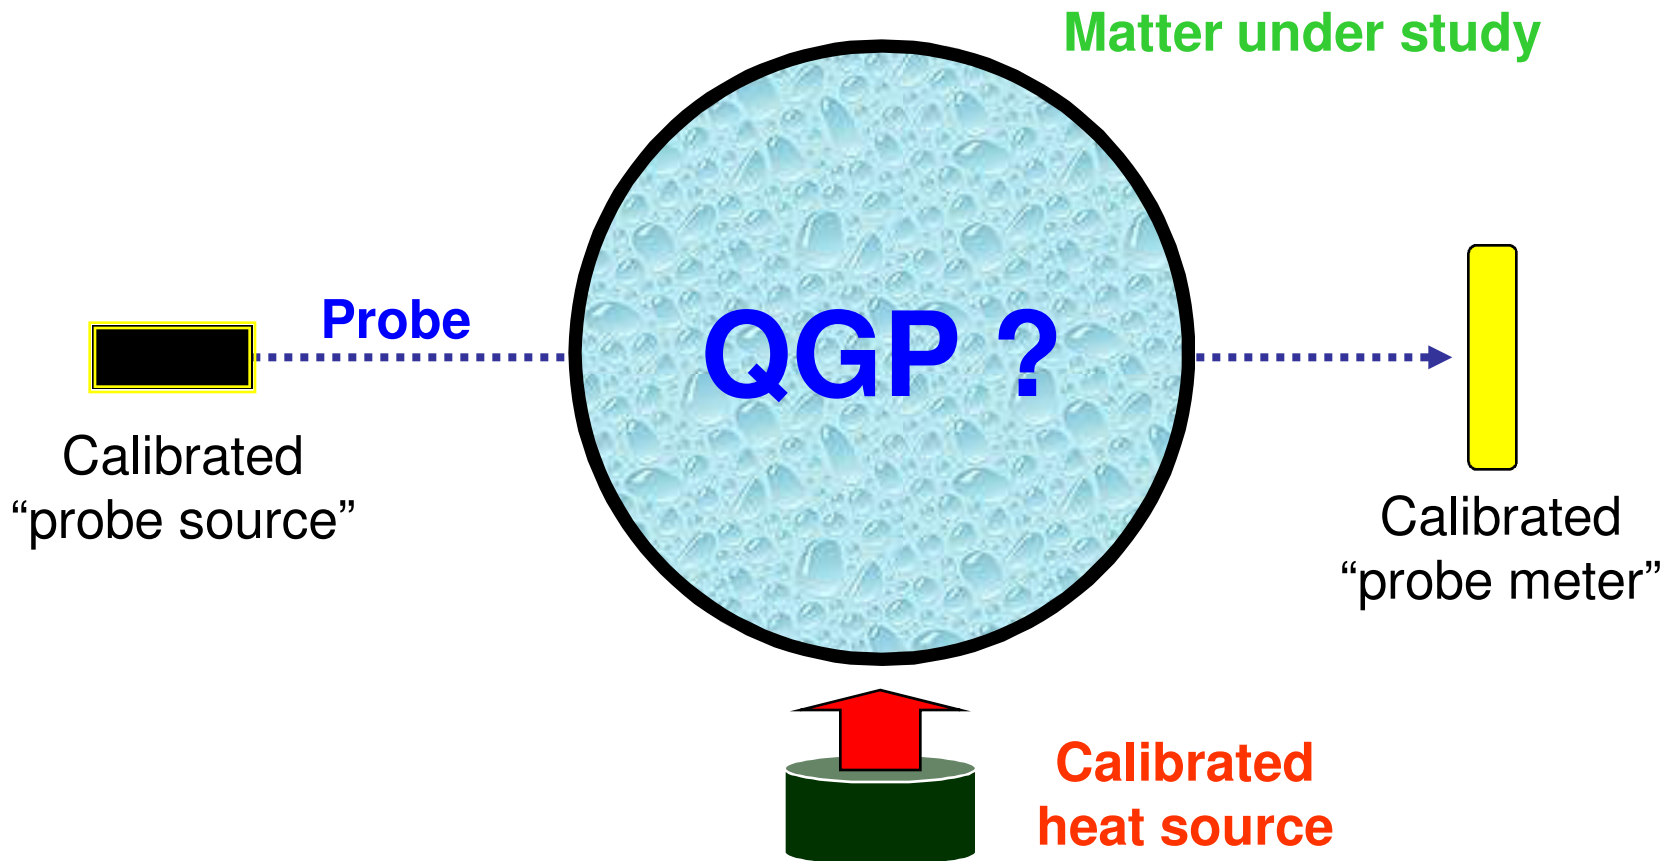 Matter under study
Probe
QGP ?
Calibrated
“probe source”
Calibrated
“probe meter”
Calibrated
heat source